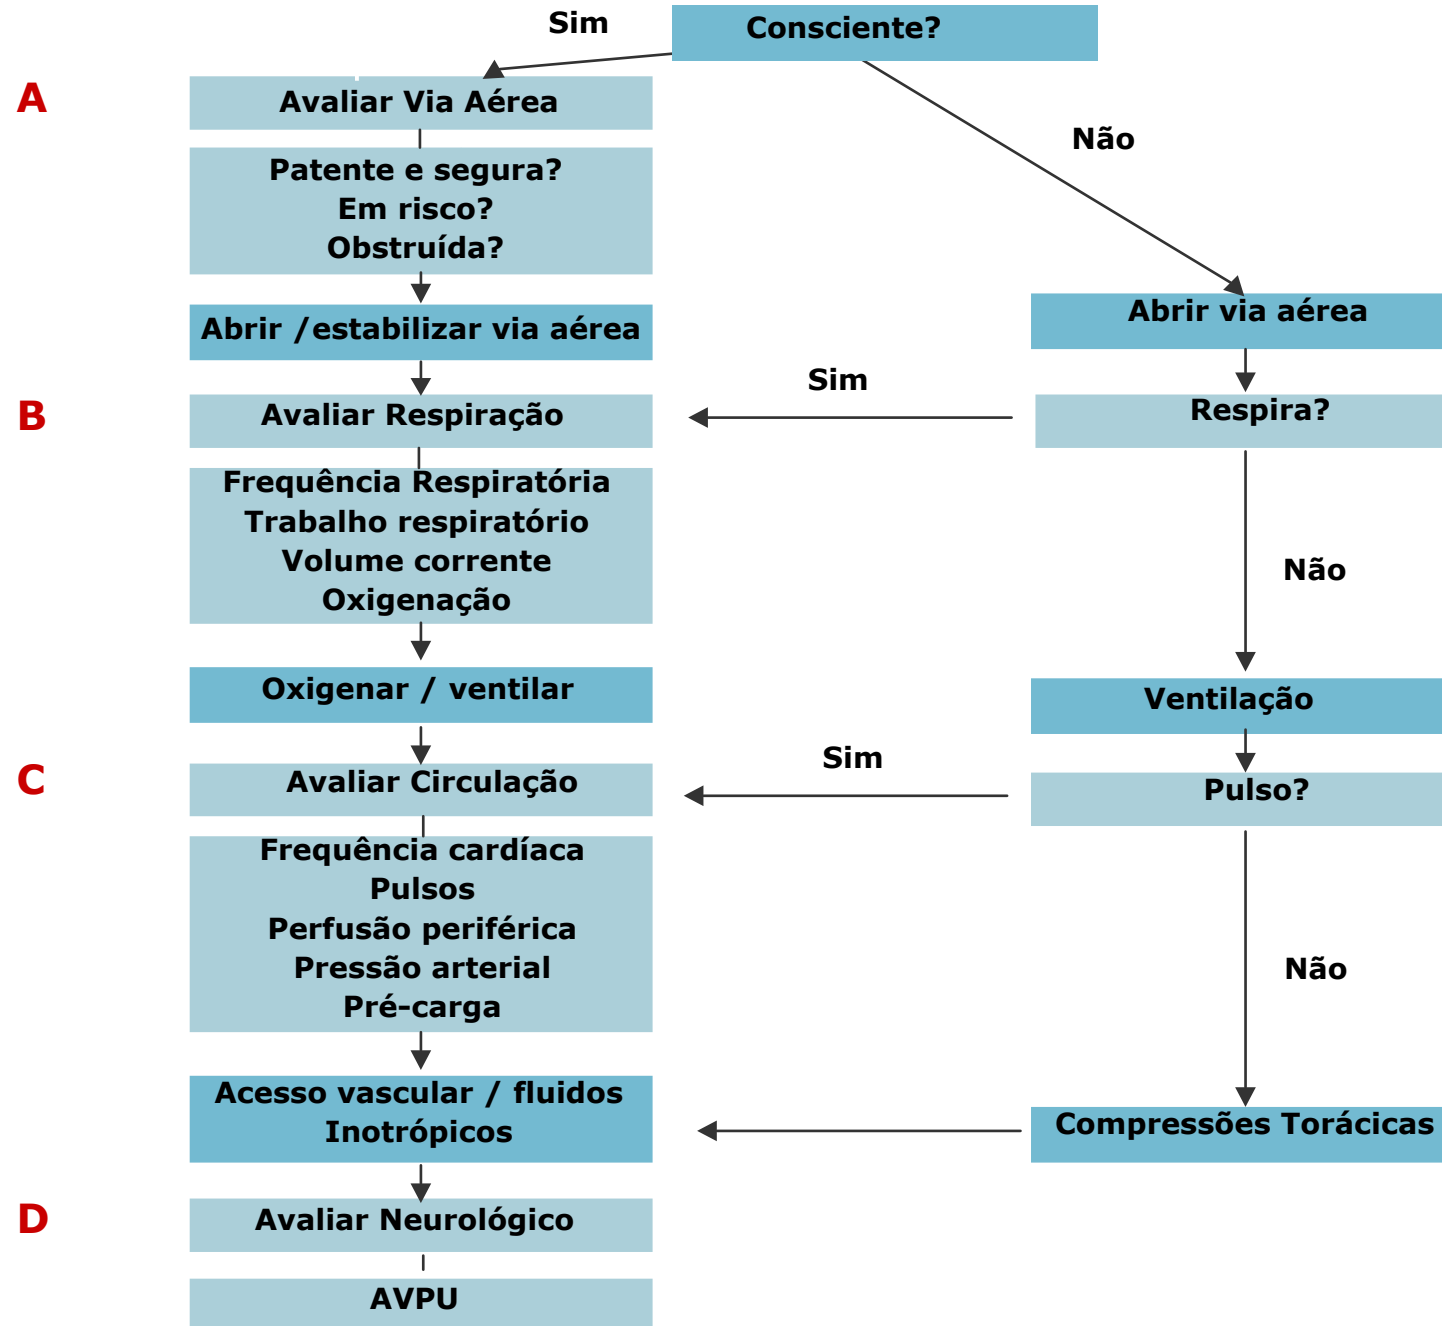 Sim
Consciente?
A
Avaliar Via Aérea
Não
Patente e segura?
Em risco?
Obstruída?
Abrir via aérea
Abrir /estabilizar via aérea
Sim
B
Avaliar Respiração
Respira?
Frequência Respiratória
Trabalho respiratório
Volume corrente
Oxigenação
Não
Oxigenar / ventilar
Ventilação
Sim
C
Avaliar Circulação
Pulso?
Frequência cardíaca
Pulsos
Perfusão periférica
Pressão arterial
Pré-carga
Não
Acesso vascular / fluidos
Inotrópicos
Compressões Torácicas
D
Avaliar Neurológico
AVPU